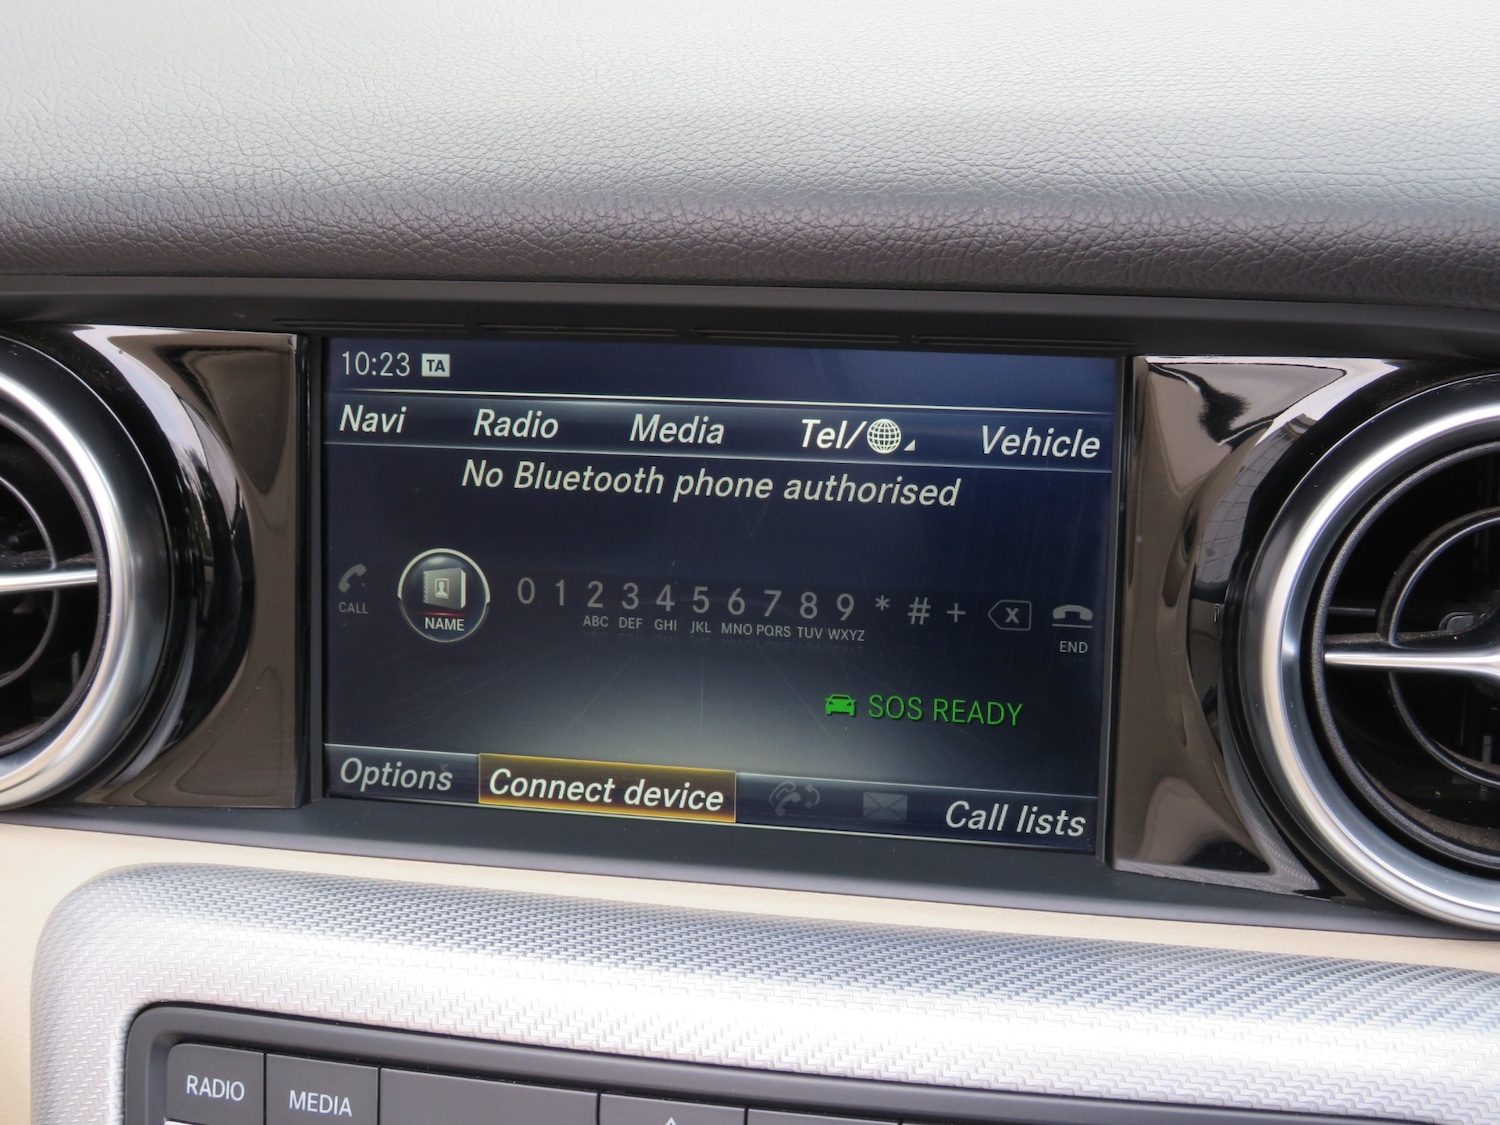 10:23 TA
Navi Radio Media Tel/ Vehicle
No Bluetooth phone authorised
CALL NAME 0 1 2 3 4 5 6 7 8 9 * # + X END
ABC DEF GHI JKL MNO PQRS TUV WXYZ
SOS READY
Options Connect device Call lists
RADIO MEDIA